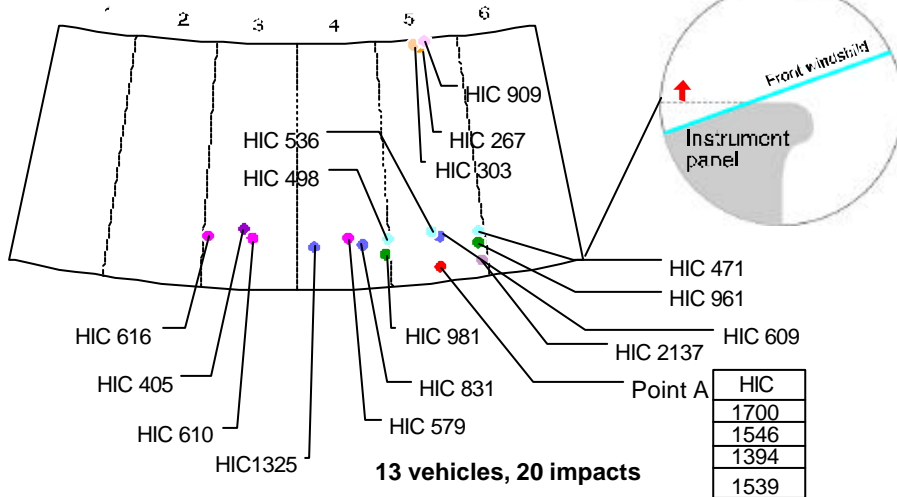 1 2 3 4 5 6
Front windshild
Instrument
panel
HIC 909
HIC 267
HIC 303
HIC 536
HIC 498
HIC 471
HIC 961
HIC 609
HIC 2137
HIC 616
HIC 981
HIC 405
HIC 831
HIC 610
HIC 579
HIC1325
Point A
HIC
1700
1546
1394
1539
13 vehicles, 20 impacts